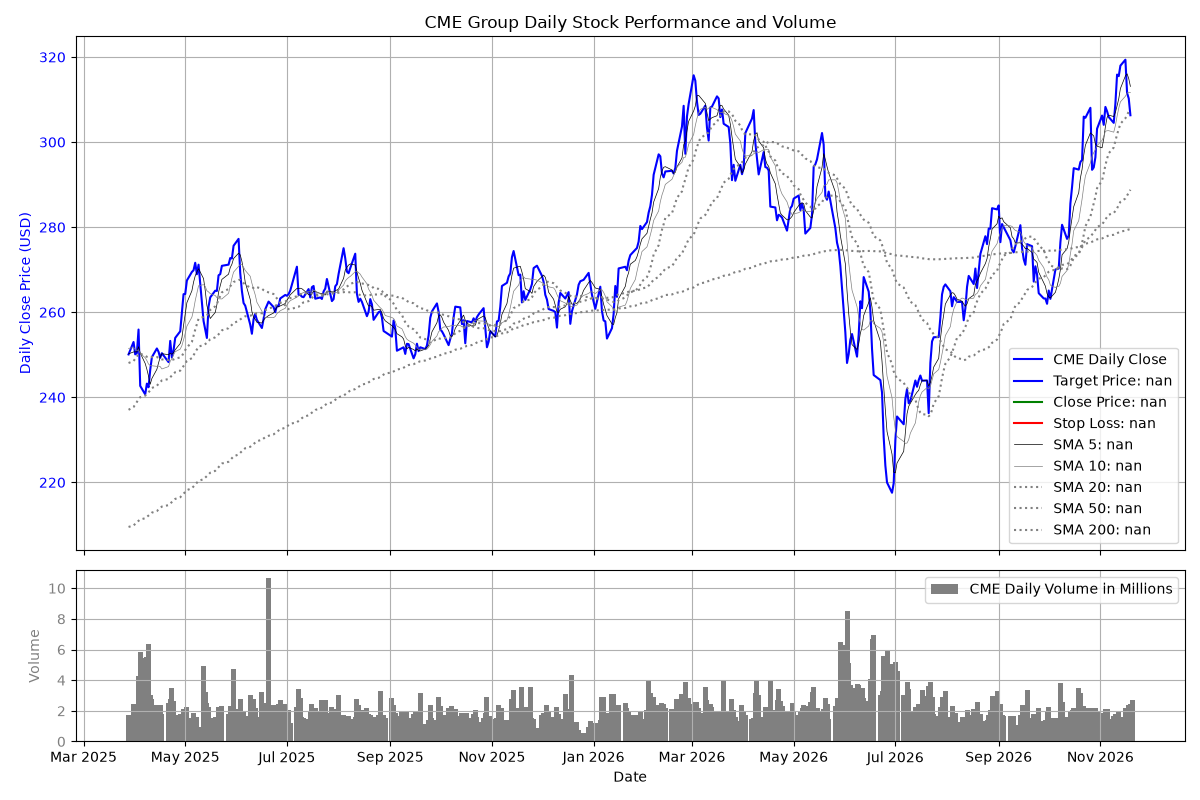 CME Group Daily Stock Performance and Volume
Daily Close Price (USD)
320
300
280
260
240
220
CME Daily Close
Target Price: nan
Close Price: nan
Stop Loss: nan
SMA 5: nan
SMA 10: nan
SMA 20: nan
SMA 50: nan
SMA 200: nan
Volume
10
8
6
4
2
0
CME Daily Volume in Millions
Mar 2025 May 2025 Jul 2025 Sep 2025 Nov 2025 Jan 2026 Mar 2026 May 2026 Jul 2026 Sep 2026 Nov 2026
Date